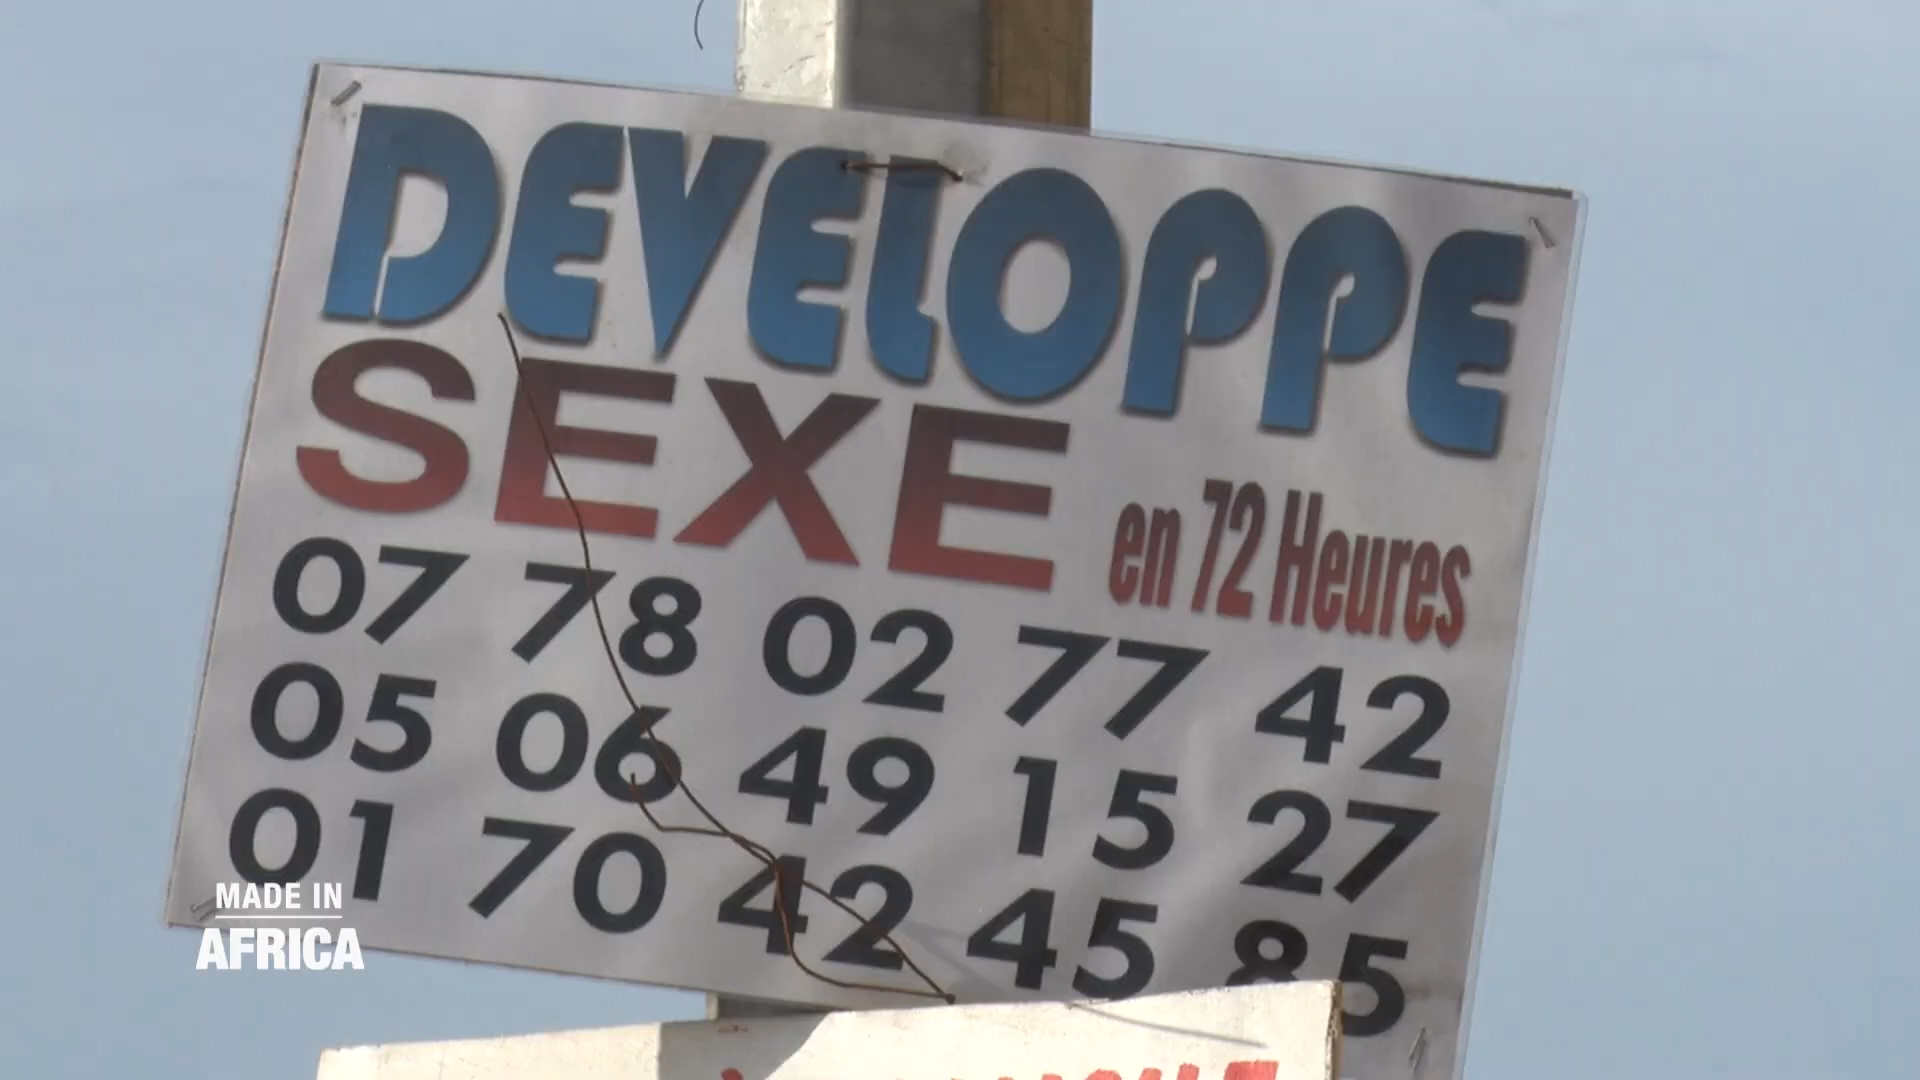 DEVELOPPE
SEXE en 72 Heures
07 78 02 77 42
05 06 49 15 27
01 70 42 45 85
MADE IN
AFRICA